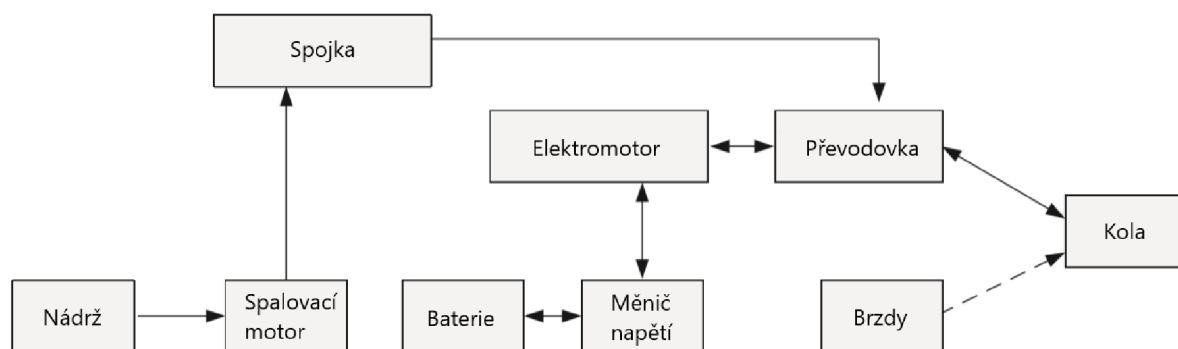 Spojka
Elektromotor
Převodovka
Kola
Nádrž
Spalovací
motor
Baterie
Měnič
napětí
Brzdy